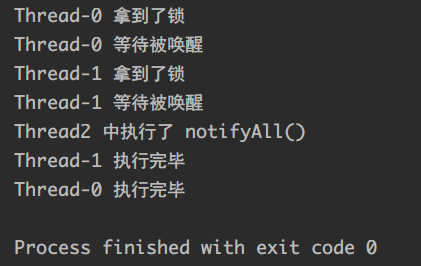 Thread-0 拿到了锁
Thread-0 等待被唤醒
Thread-1 拿到了锁
Thread-1 等待被唤醒
Thread2 中执行了 notifyAll()
Thread-1 执行完毕
Thread-0 执行完毕
Process finished with exit code 0